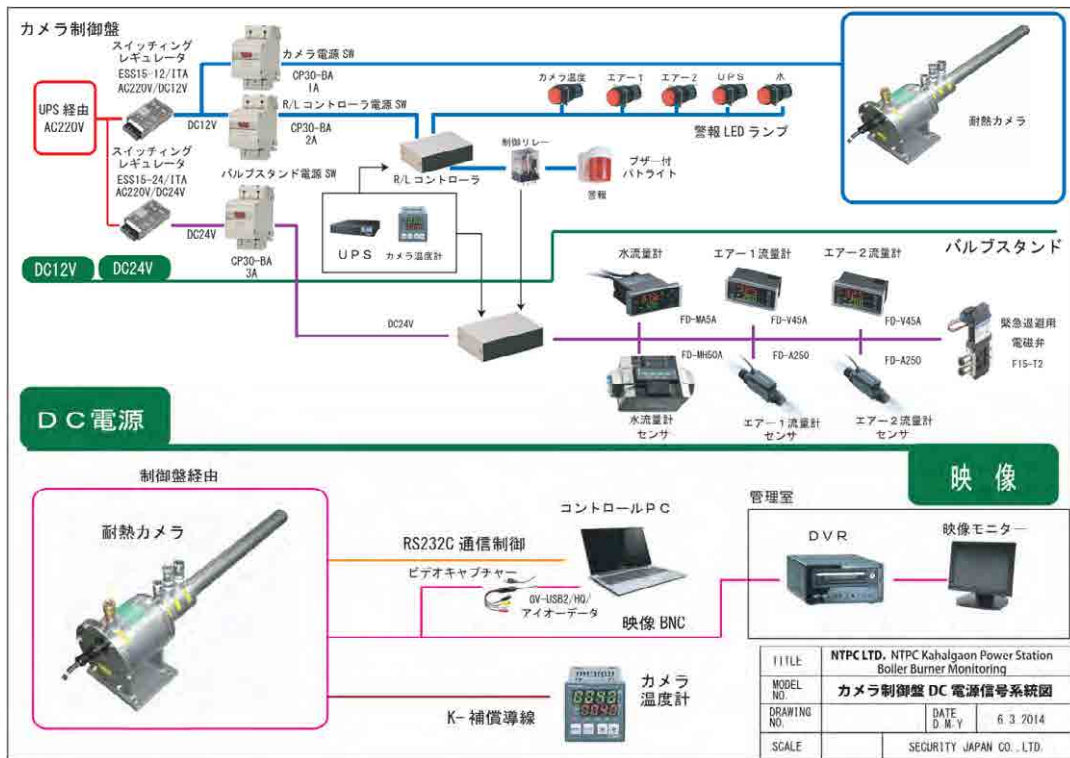 カメラ制御盤
スイッチング
レギュレータ
ESS15-12/ITA
AC220V/DC12V
カメラ電源 SW
CP30-BA
1A
R/L コントローラ電源 SW
CP30-BA
2A
UPS 経由
AC220V
DC12V
スイッチング
レギュレータ
ESS15-24/ITA
AC220V/DC24V
バルブスタンド電源 SW
DC24V
CP30-BA
3A
カメラ温度
エアー1
エアー2
UPS
水
警報 LED ランプ
制御リレー
R/L コントローラ
ブザー付
パトライト
警報
耐熱カメラ
UPS
カメラ温度計
DC12V
DC24V
バルブスタンド
水流量計
エアー1流量計
エアー2流量計
FD-MA5A
FD-V45A
FD-V45A
DC24V
緊急退避用
電磁弁
F15-T2
FD-MH50A
FD-A250
FD-A250
水流量計
センサ
エアー1流量計
センサ
エアー2流量計
センサ
DC電源
映像
制御盤経由
耐熱カメラ
RS232C 通信制御
ビデオキャプチャー
GV-USB2/HQ/
アイオーデータ
コントロールPC
映像 BNC
管理室
DVR
映像モニター
K-補償導線
カメラ
温度計
TITLE
NTPC LTD. NTPC Kahalgaon Power Station
Boiler Burner Monitoring
MODEL
NO.
カメラ制御盤 DC 電源信号系統図
DRAWING
NO.
DATE
D.M.Y
6.3.2014
SCALE
SECURITY JAPAN CO.,LTD.